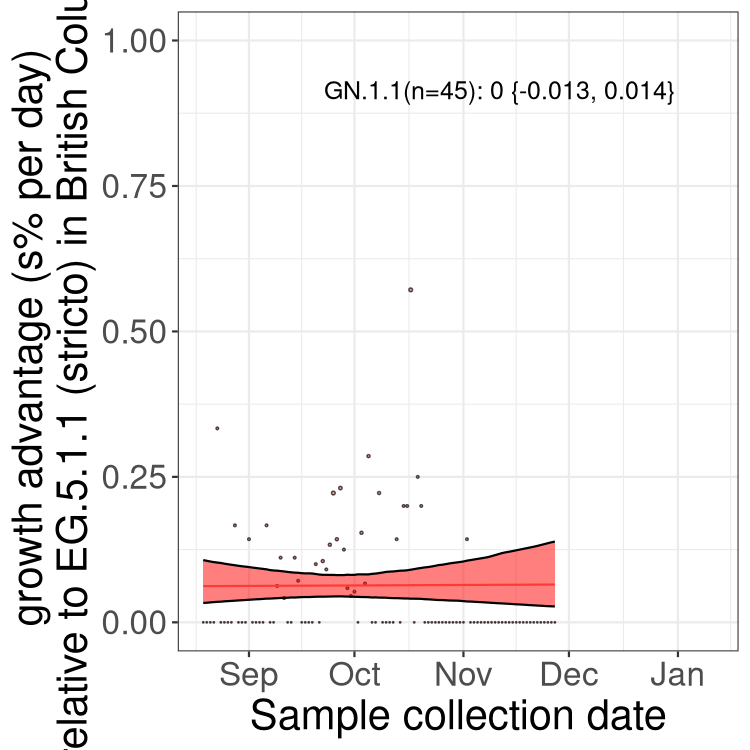 growth advantage (s% per day)
relative to EG.5.1.1 (stricto) in British
1.00
0.75
0.50
0.25
0.00
GN.1.1(n=45): 0 {-0.013, 0.014}
Sep Oct Nov Dec Jan
Sample collection date